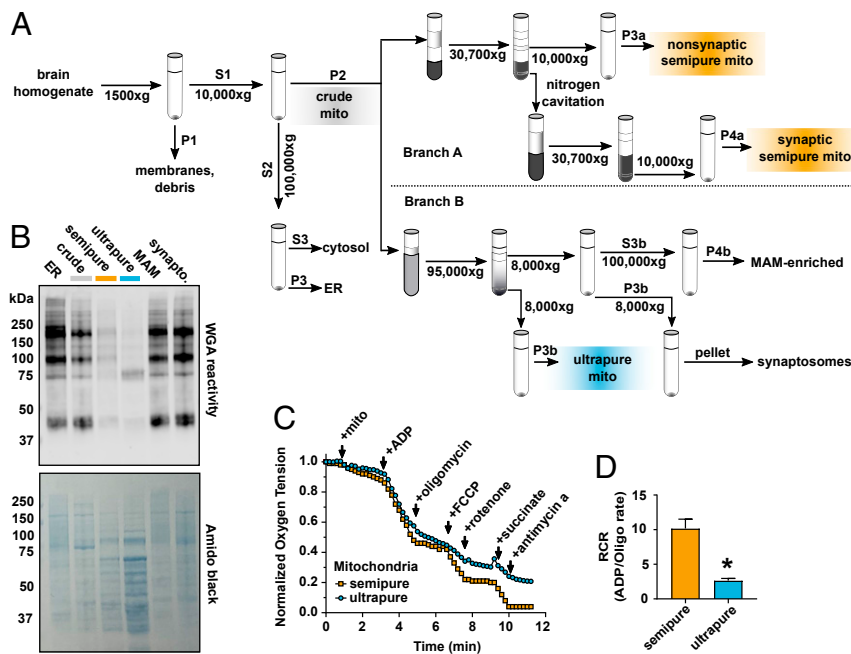 A
brain
homogenate
1500xg
S1
10,000xg
P1
membranes,
debris
P2
crude
mito
S2
100,000xg
S3
cytosol
P3
ER
30,700xg
10,000xg
P3a
nonsynaptic
semipure mito
nitrogen
cavitation
Branch A
30,700xg
10,000xg
P4a
synaptic
semipure mito
Branch B
95,000xg
8,000xg
S3b
100,000xg
P4b
MAM-enriched
8,000xg
P3b
8,000xg
P3b
ultrapure
mito
pellet
synaptosomes
B
ER
crude
semipure
ultrapure
MAM
synapto.
kDa
250
150
100
75
50
37
WGA reactivity
250
150
100
75
50
37
Amido black
C
Normalized Oxygen Tension
1.0
0.8
0.6
0.4
0.2
0.0
0 2 4 6 8 10 12
Time (min)
+mito
+ADP
+oligomycin
+FCCP
+rotenone
+succinate
+antimycin a
Mitochondria
semipure
ultrapure
D
RCR
(ADP/Oligo rate)
15
10
5
0
*
semipure
ultrapure